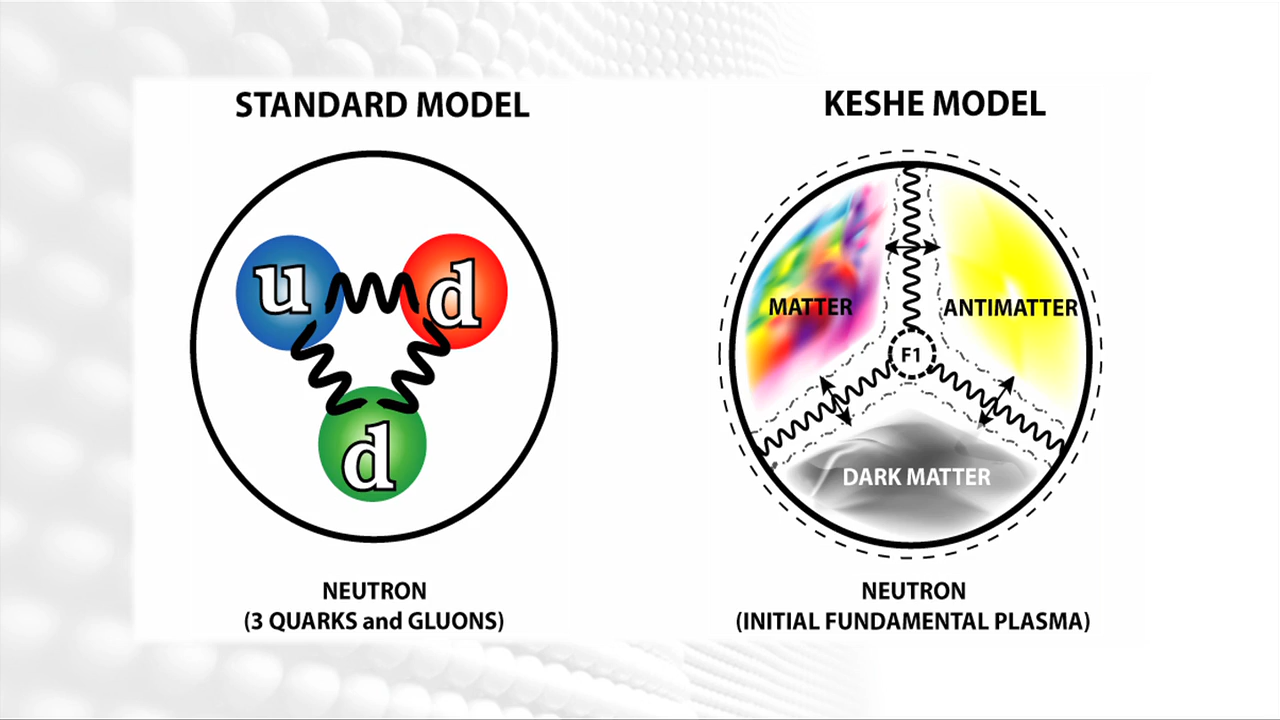 STANDARD MODEL
u
d
d
NEUTRON
(3 QUARKS and GLUONS)
KESHE MODEL
MATTER
ANTIMATTER
F1
DARK MATTER
NEUTRON
(INITIAL FUNDAMENTAL PLASMA)